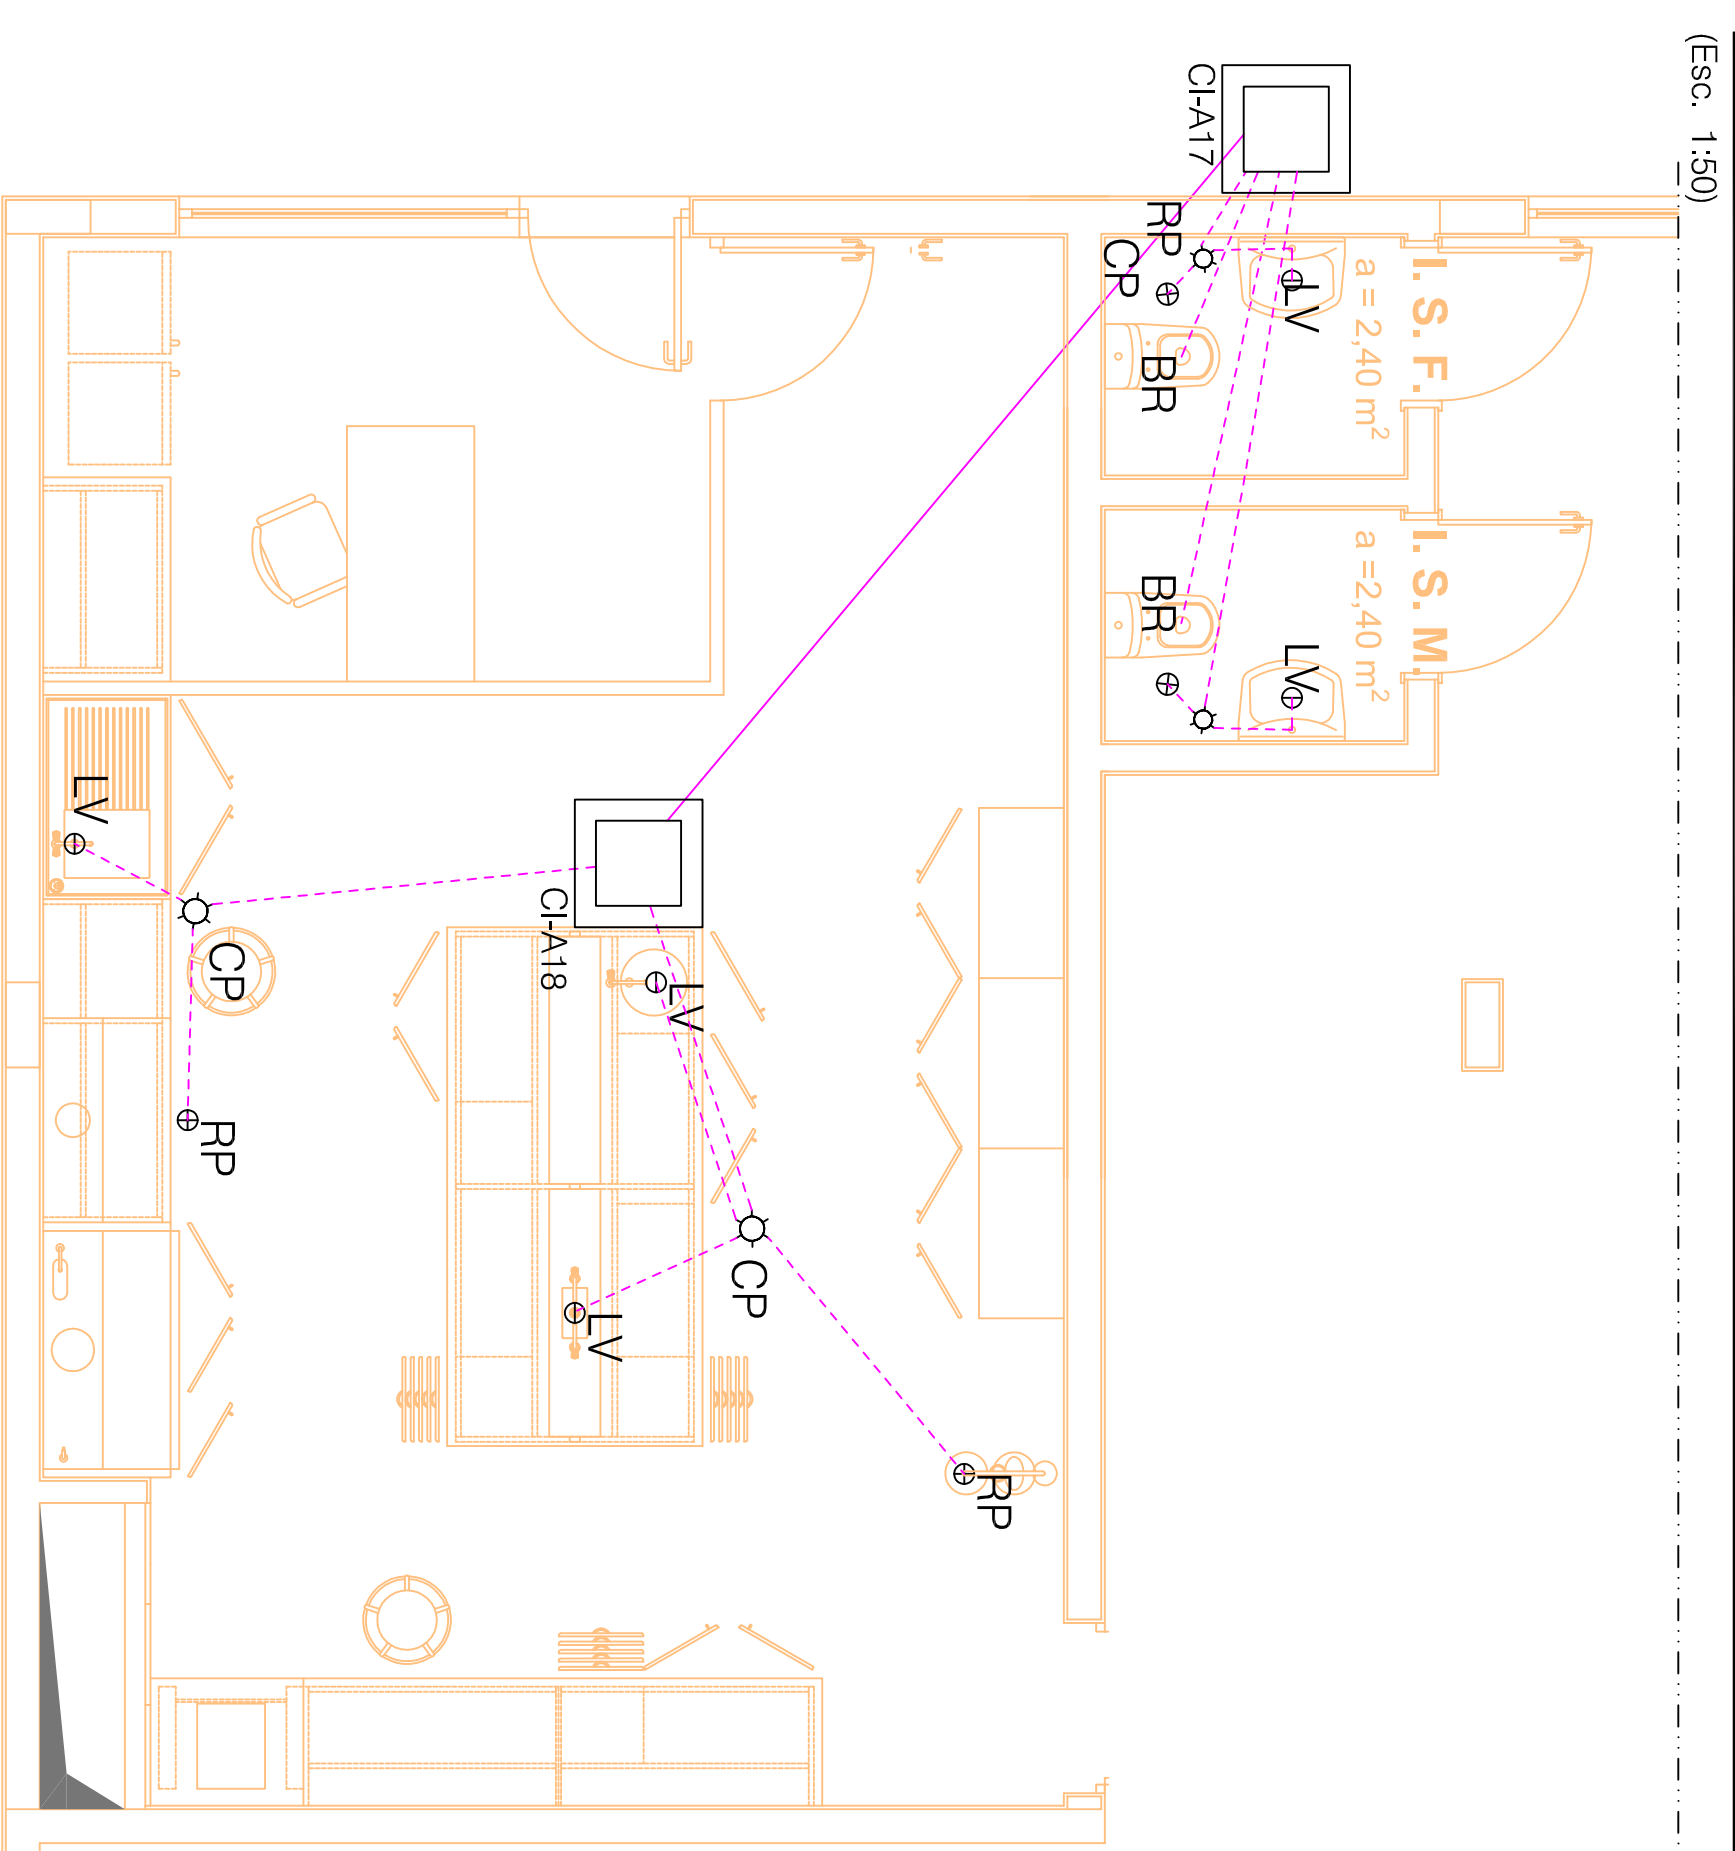 (Esc. 1:50)
CI-A17
RP
CP
LV
BR
I. S. F.
a = 2,40 m²
BR
LV
I. S. M.
a =2,40 m²
LV
CI-A18
CP
LV
RP
CP
LV
RP